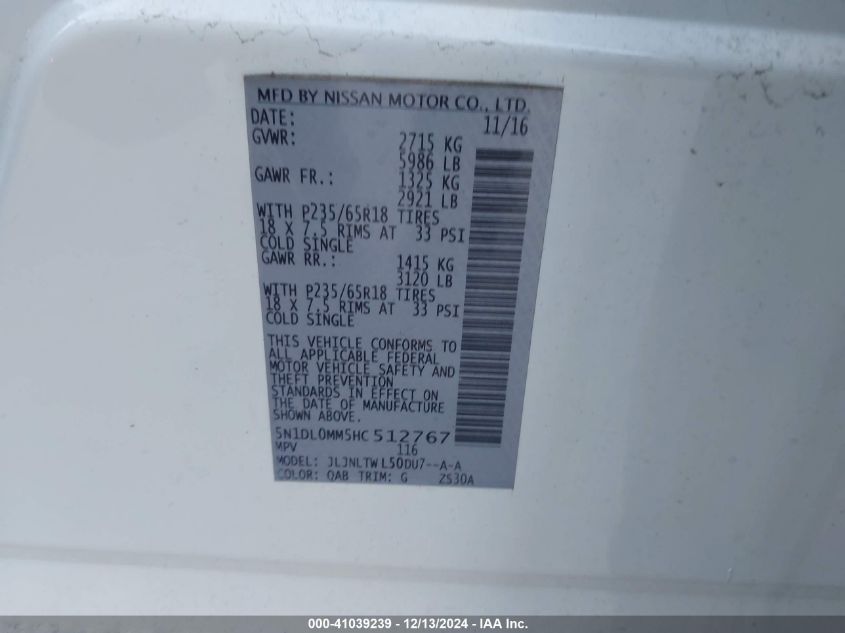 MFD BY NISSAN MOTOR CO., LTD.
DATE: 11/16
GVWR: 2715 KG
5986 LB
GAWR FR.: 1325 KG
2921 LB
WITH P235/65R18 TIRES
18 X 7.5 RIMS AT 33 PSI
COLD SINGLE
GAWR RR.: 1415 KG
3120 LB
WITH P235/65R18 TIRES
18 X 7.5 RIMS AT 33 PSI
COLD SINGLE
THIS VEHICLE CONFORMS TO
ALL APPLICABLE FEDERAL
MOTOR VEHICLE SAFETY AND
THEFT PREVENTION
STANDARDS IN EFFECT ON
THE DATE OF MANUFACTURE
SHOWN ABOVE.
5N1DL0MM5HC512767
MPV 116
MODEL: JLJNLTWL50DU7--A-A
COLOR: QAB TRIM: G ZS30A
000-41039239 - 12/13/2024 - IAA Inc.